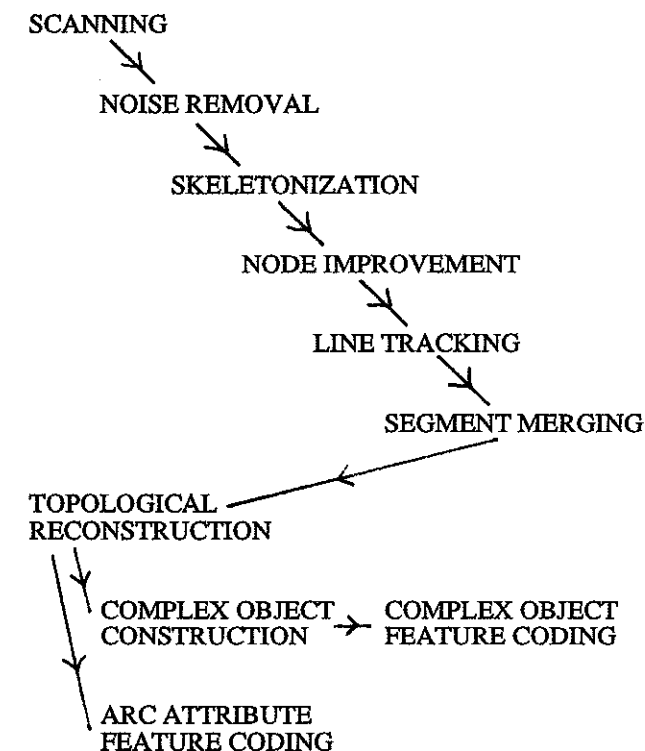 SCANNING
NOISE REMOVAL
SKELETONIZATION
NODE IMPROVEMENT
LINE TRACKING
SEGMENT MERGING
TOPOLOGICAL
RECONSTRUCTION
COMPLEX OBJECT
CONSTRUCTION
COMPLEX OBJECT
FEATURE CODING
ARC ATTRIBUTE
FEATURE CODING